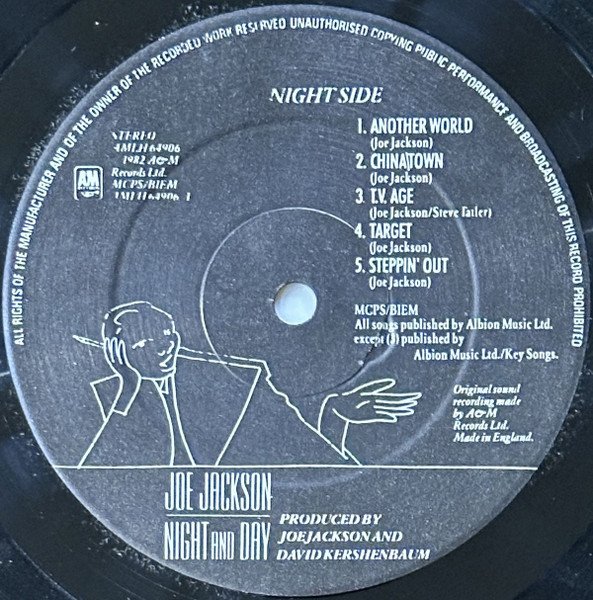 ALL RIGHTS OF THE MANUFACTURER AND OF THE OWNER OF THE RECORDED WORK RESERVED UNAUTHORISED COPYING PUBLIC PERFORMANCE AND BROADCASTING OF THIS RECORD PROHIBITED
NIGHT SIDE
STEREO
AMLH 64906
1982 A&M
Records Ltd.
MCPS/BIEM
AMLH 64906
AM
1. ANOTHER WORLD
(Joe Jackson)
2. CHINATOWN
(Joe Jackson)
3. T.V. AGE
(Joe Jackson/Steve Tatler)
4. TARGET
(Joe Jackson)
5. STEPPIN' OUT
(Joe Jackson)
MCPS/BIEM
All songs published by Albion Music Ltd.
except (3) published by
Albion Music Ltd./Key Songs.
Original sound
recording made
by A&M
Records Ltd.
Made in England.
JOE JACKSON
NIGHT AND DAY
PRODUCED BY
JOE JACKSON AND
DAVID KERSHENBAUM